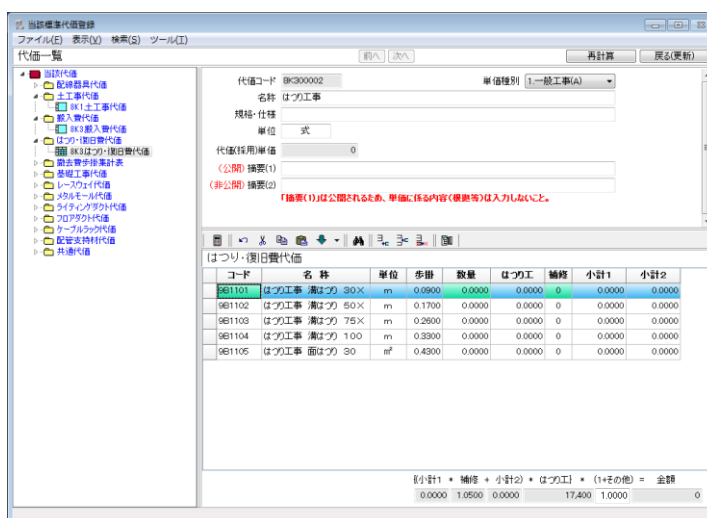 当該標準代価登録
ファイル(F) 表示(V) 検索(S) ツール(T)
代価一覧 前へ 次へ 再計算 戻る(更新)
当該代価
配線器具代価
土工事代価
8K1土工事代価
搬入費代価
8K3搬入費代価
はつり・復旧費代価
8K3はつり・復旧費代価
撤去費歩掛集計表
基礎工事代価
レースウェイ代価
メタルモール代価
ライティングダクト代価
フロアダクト代価
ケーブルラック代価
配管支持材代価
共通代価
代価コード 8K300002 単価種別 1.一般工事(A)
名称 はつり工事
規格・仕様
単位 式
代価(採用)単価 0
(公開) 摘要(1)
(非公開) 摘要(2)
「摘要(1)」は公開されるため、単価に係る内容(根拠等)は入力しないこと。
はつり・復旧費代価
コード 名称 単位 歩掛 数量 はつり工 補修 小計1 小計2
9B1101 はつり工事 溝はつり 30× m 0.0900 0.0000 0.0000 0 0.0000 0.0000
9B1102 はつり工事 溝はつり 50× m 0.1700 0.0000 0.0000 0 0.0000 0.0000
9B1103 はつり工事 溝はつり 75× m 0.2600 0.0000 0.0000 0 0.0000 0.0000
9B1104 はつり工事 溝はつり 100 m 0.3300 0.0000 0.0000 0 0.0000 0.0000
9B1105 はつり工事 面はつり 30 m² 0.4300 0.0000 0.0000 0 0.0000 0.0000
{(小計1 * 補修 + 小計2) * はつり工} * (1+その他) = 金額
0.0000 1.0500 0.0000 17,400 1.0000 0